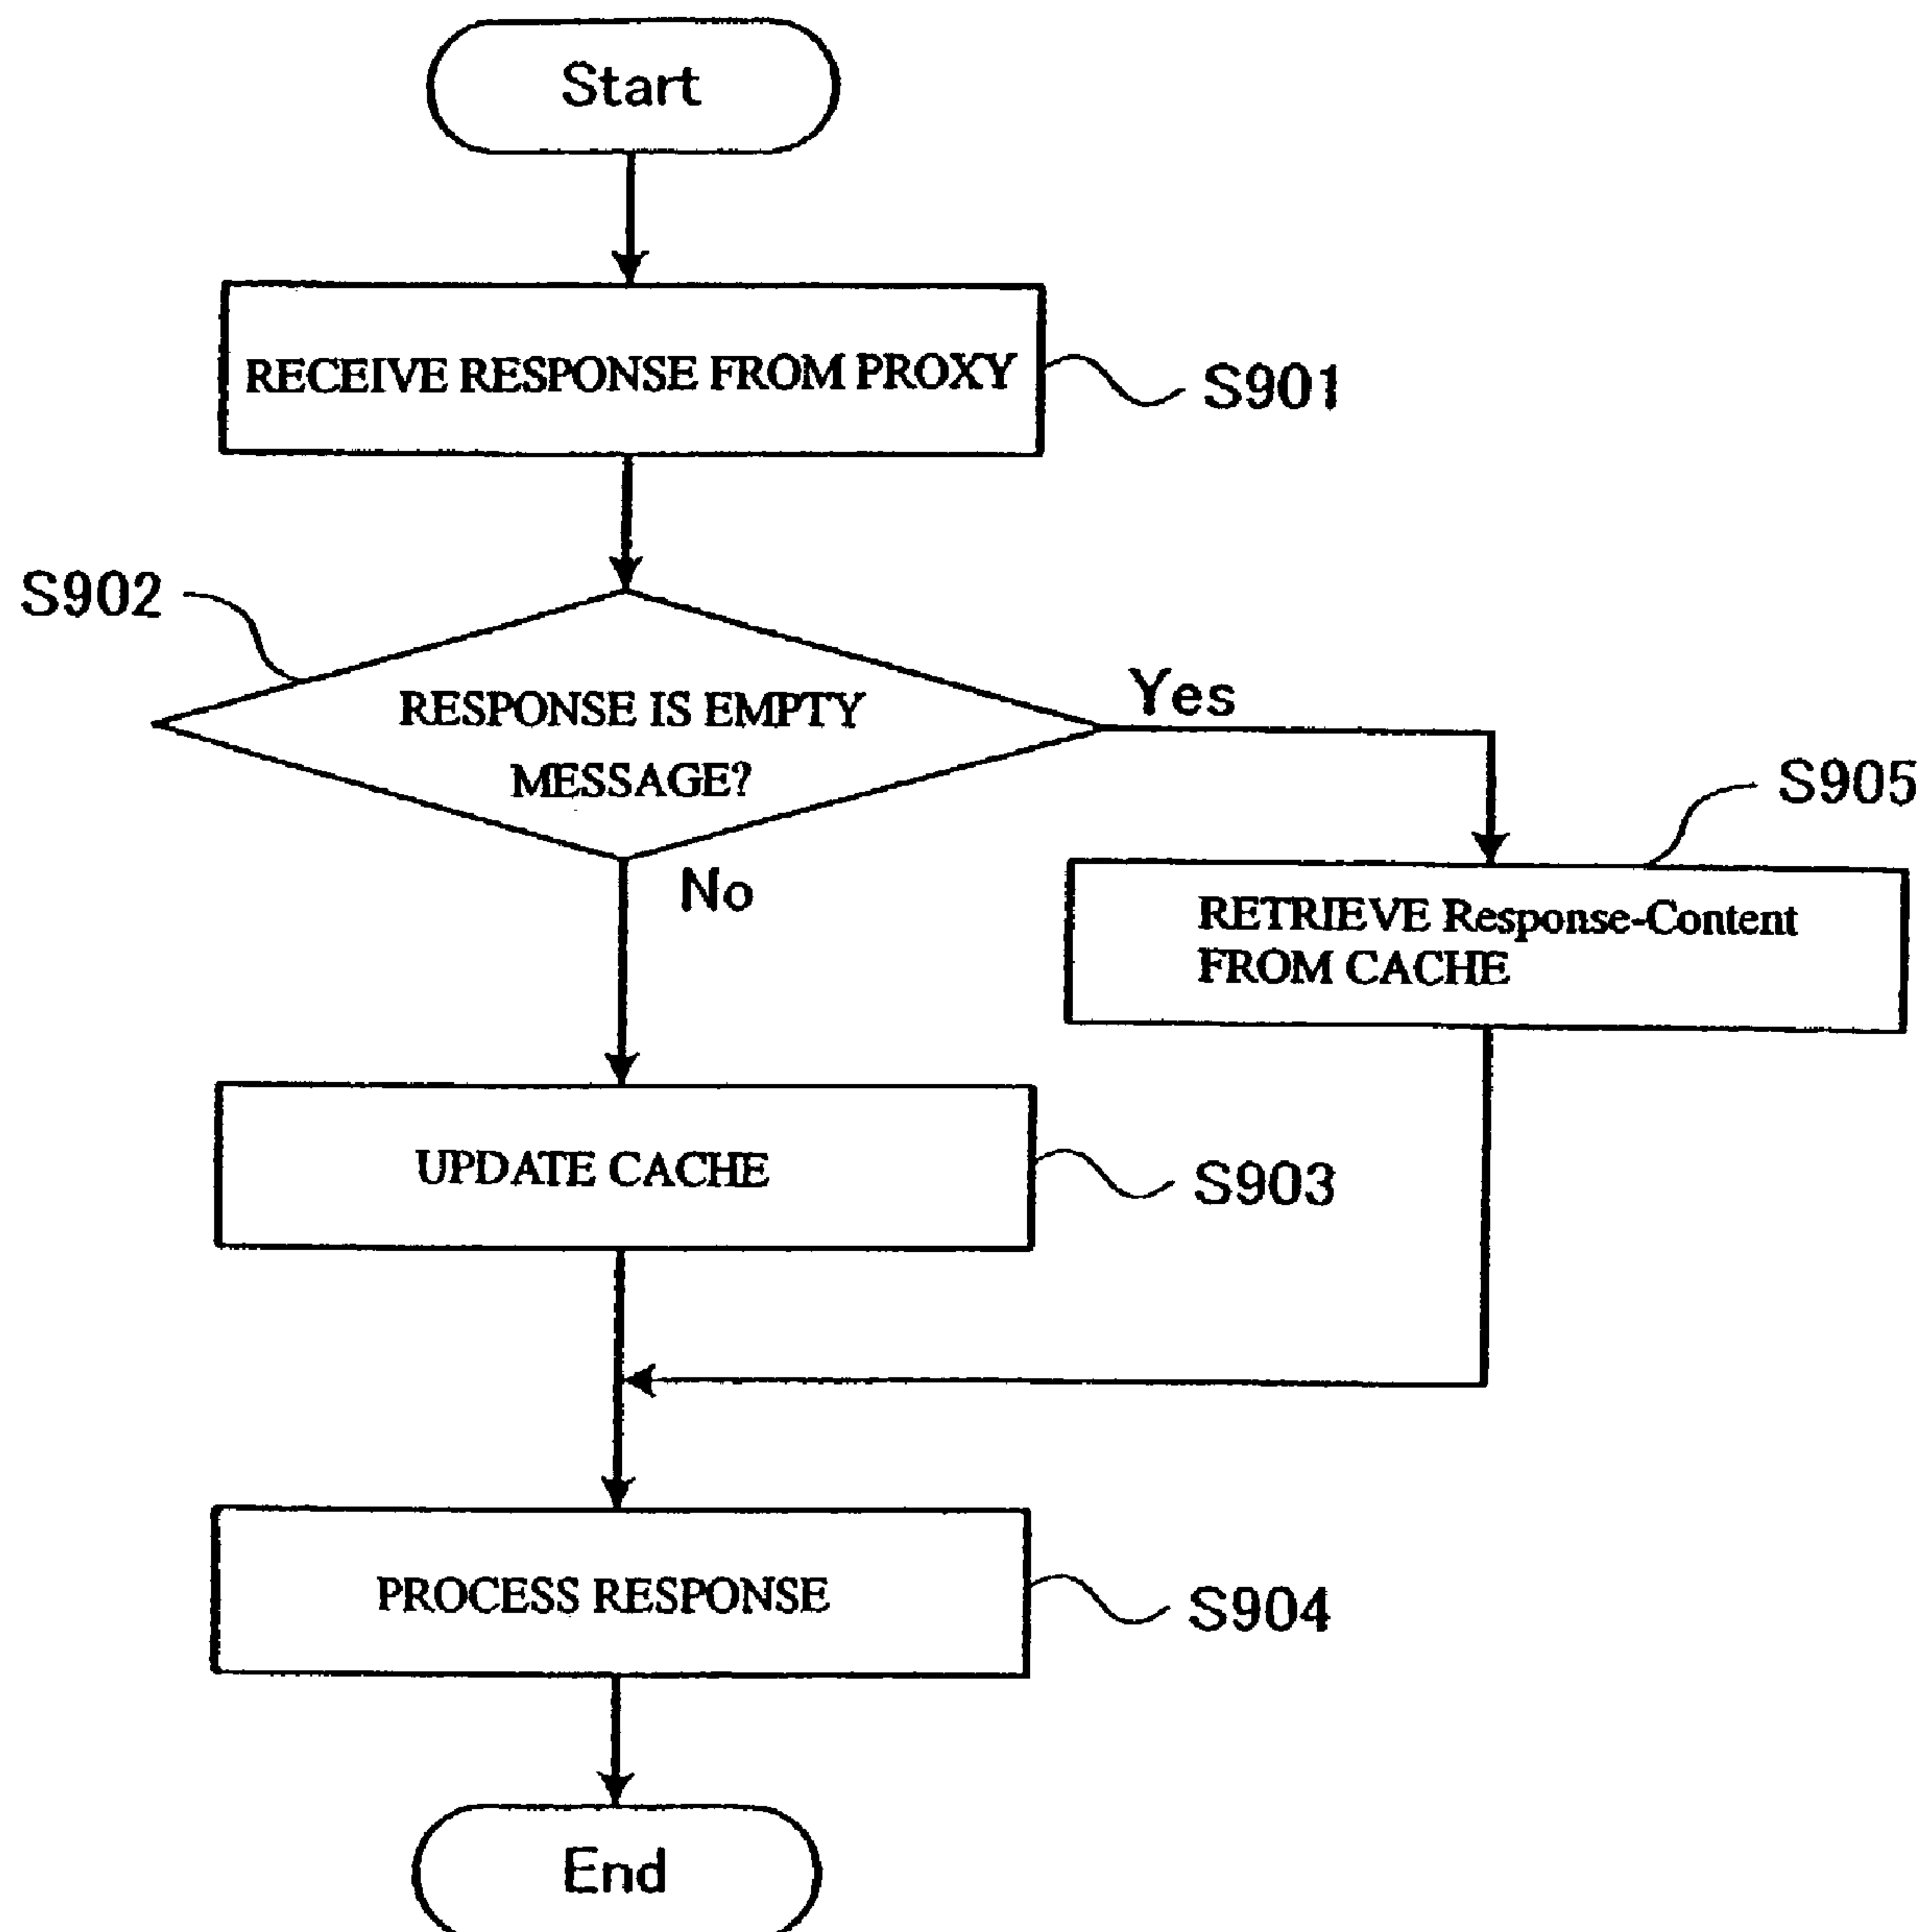 Start
RECEIVE RESPONSE FROM PROXY
S901
S902
RESPONSE IS EMPTY
MESSAGE?
Yes
No
S905
RETRIEVE Response-Content
FROM CACHE
UPDATE CACHE
S903
PROCESS RESPONSE
S904
End